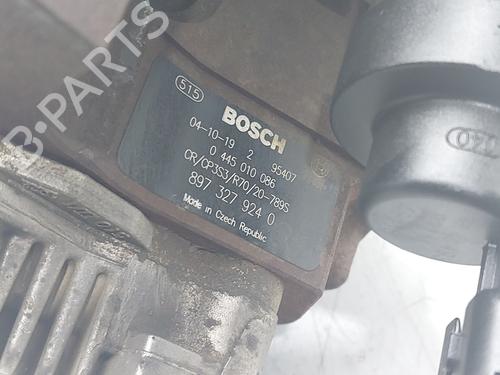 B-PARTS
515
BOSCH
04-10-19 2 95407
0 445 010 086
CR/CP3S3/R70/20-789S
897 327 924 0
Made in Czech Republic